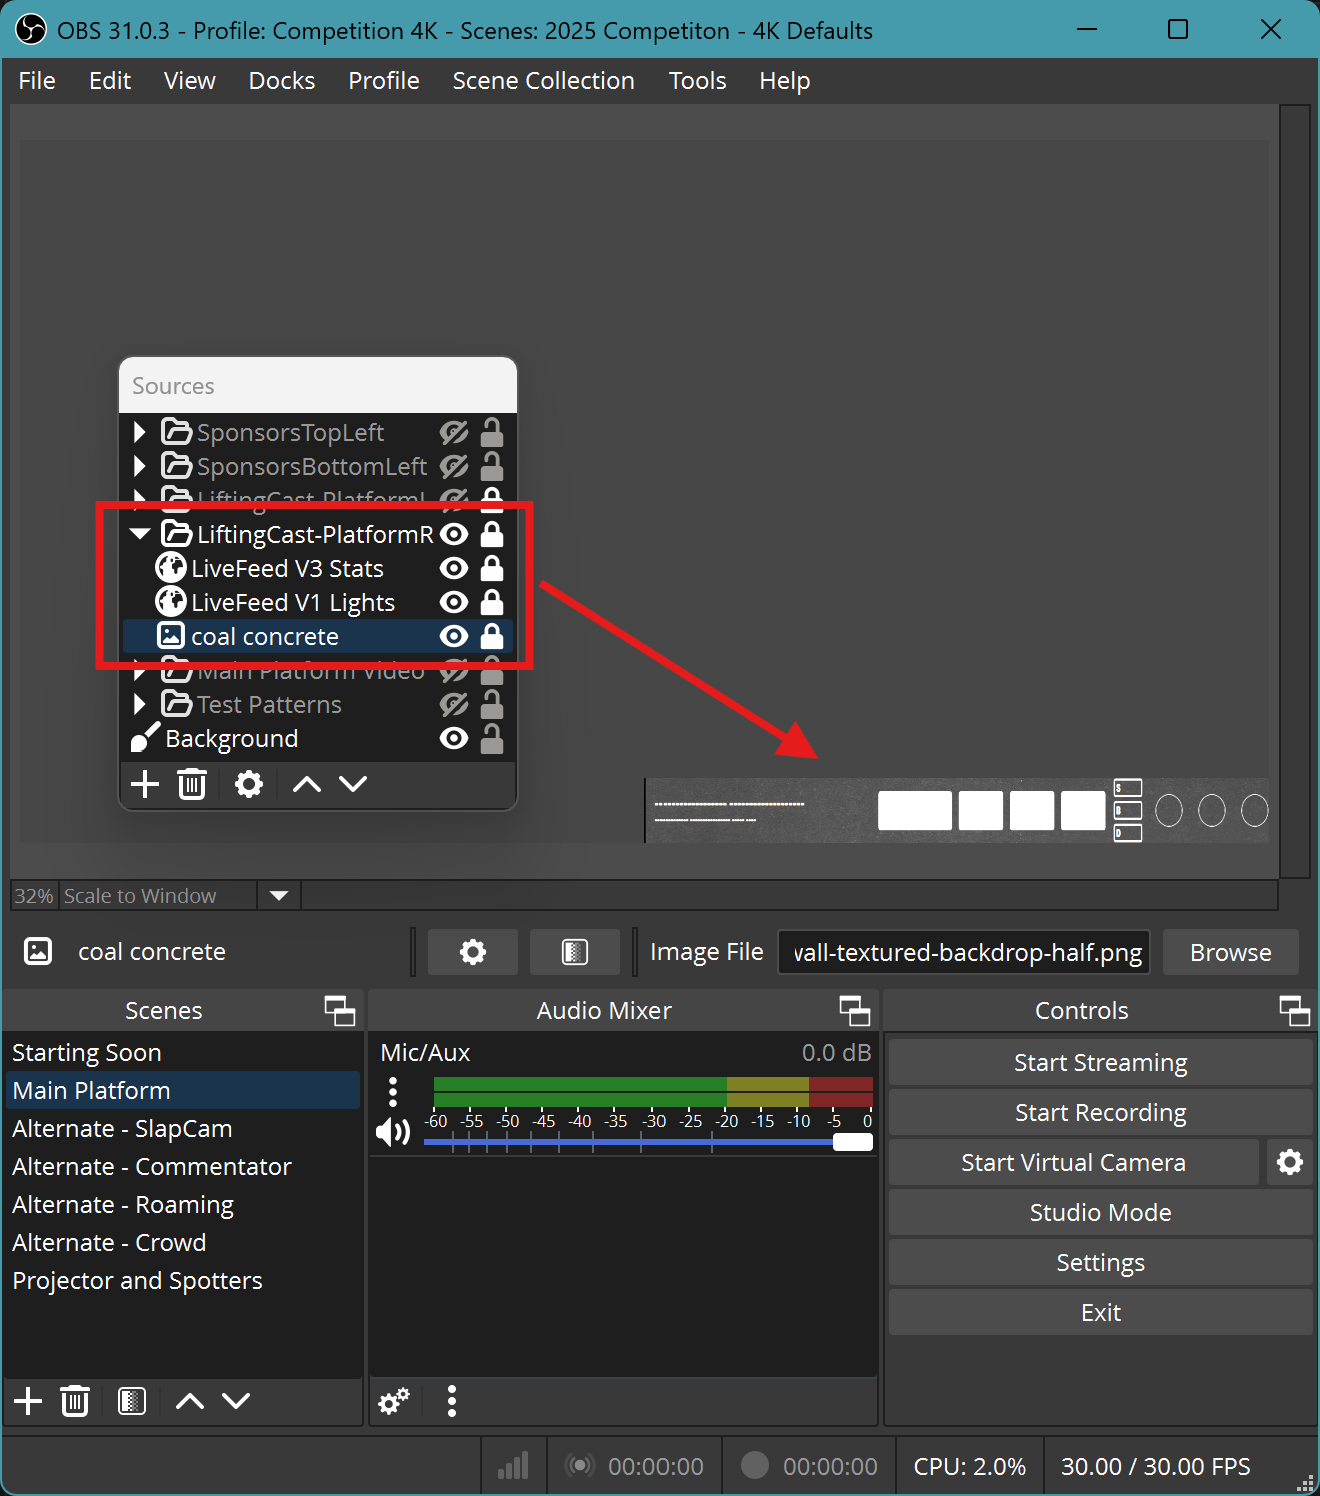 OBS 31.0.3 - Profile: Competition 4K - Scenes: 2025 Competiton - 4K Defaults
File Edit View Docks Profile Scene Collection Tools Help
Sources
SponsorsTopLeft
SponsorsBottomLeft
LiftingCast-PlatformL
LiftingCast-PlatformR
LiveFeed V3 Stats
LiveFeed V1 Lights
coal concrete
Main Platform Video
Test Patterns
Background
S
B
D
32% Scale to Window
coal concrete
Image File
wall-textured-backdrop-half.png
Browse
Scenes
Starting Soon
Main Platform
Alternate - SlapCam
Alternate - Commentator
Alternate - Roaming
Alternate - Crowd
Projector and Spotters
Audio Mixer
Mic/Aux 0.0 dB
-60 -55 -50 -45 -40 -35 -30 -25 -20 -15 -10 -5 0
Controls
Start Streaming
Start Recording
Start Virtual Camera
Studio Mode
Settings
Exit
00:00:00 00:00:00 CPU: 2.0% 30.00 / 30.00 FPS